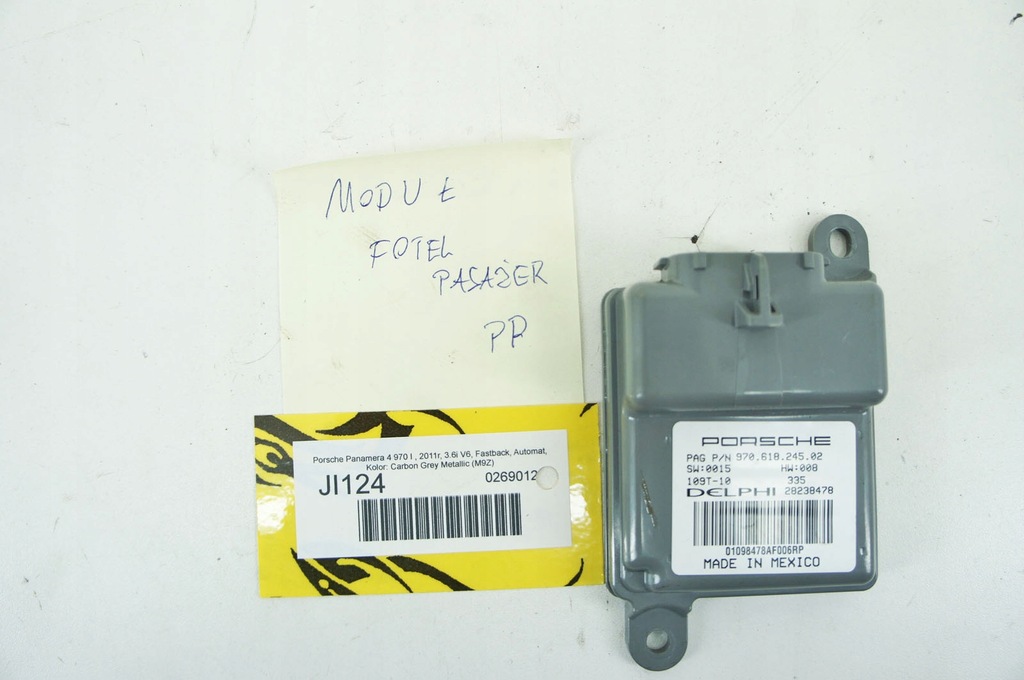 MODUŁ
FOTEL
PASAŻER
PP
Porsche Panamera 4 970 I , 2011r, 3.6i V6, Fastback, Automat,
Kolor: Carbon Grey Metallic (M9Z)
JI124
0269012
PORSCHE
PAG P/N 970.618.245.02
SW:0015 HW:008
109T-10 335
DELPHI 28238478
01098478AF006RP
MADE IN MEXICO